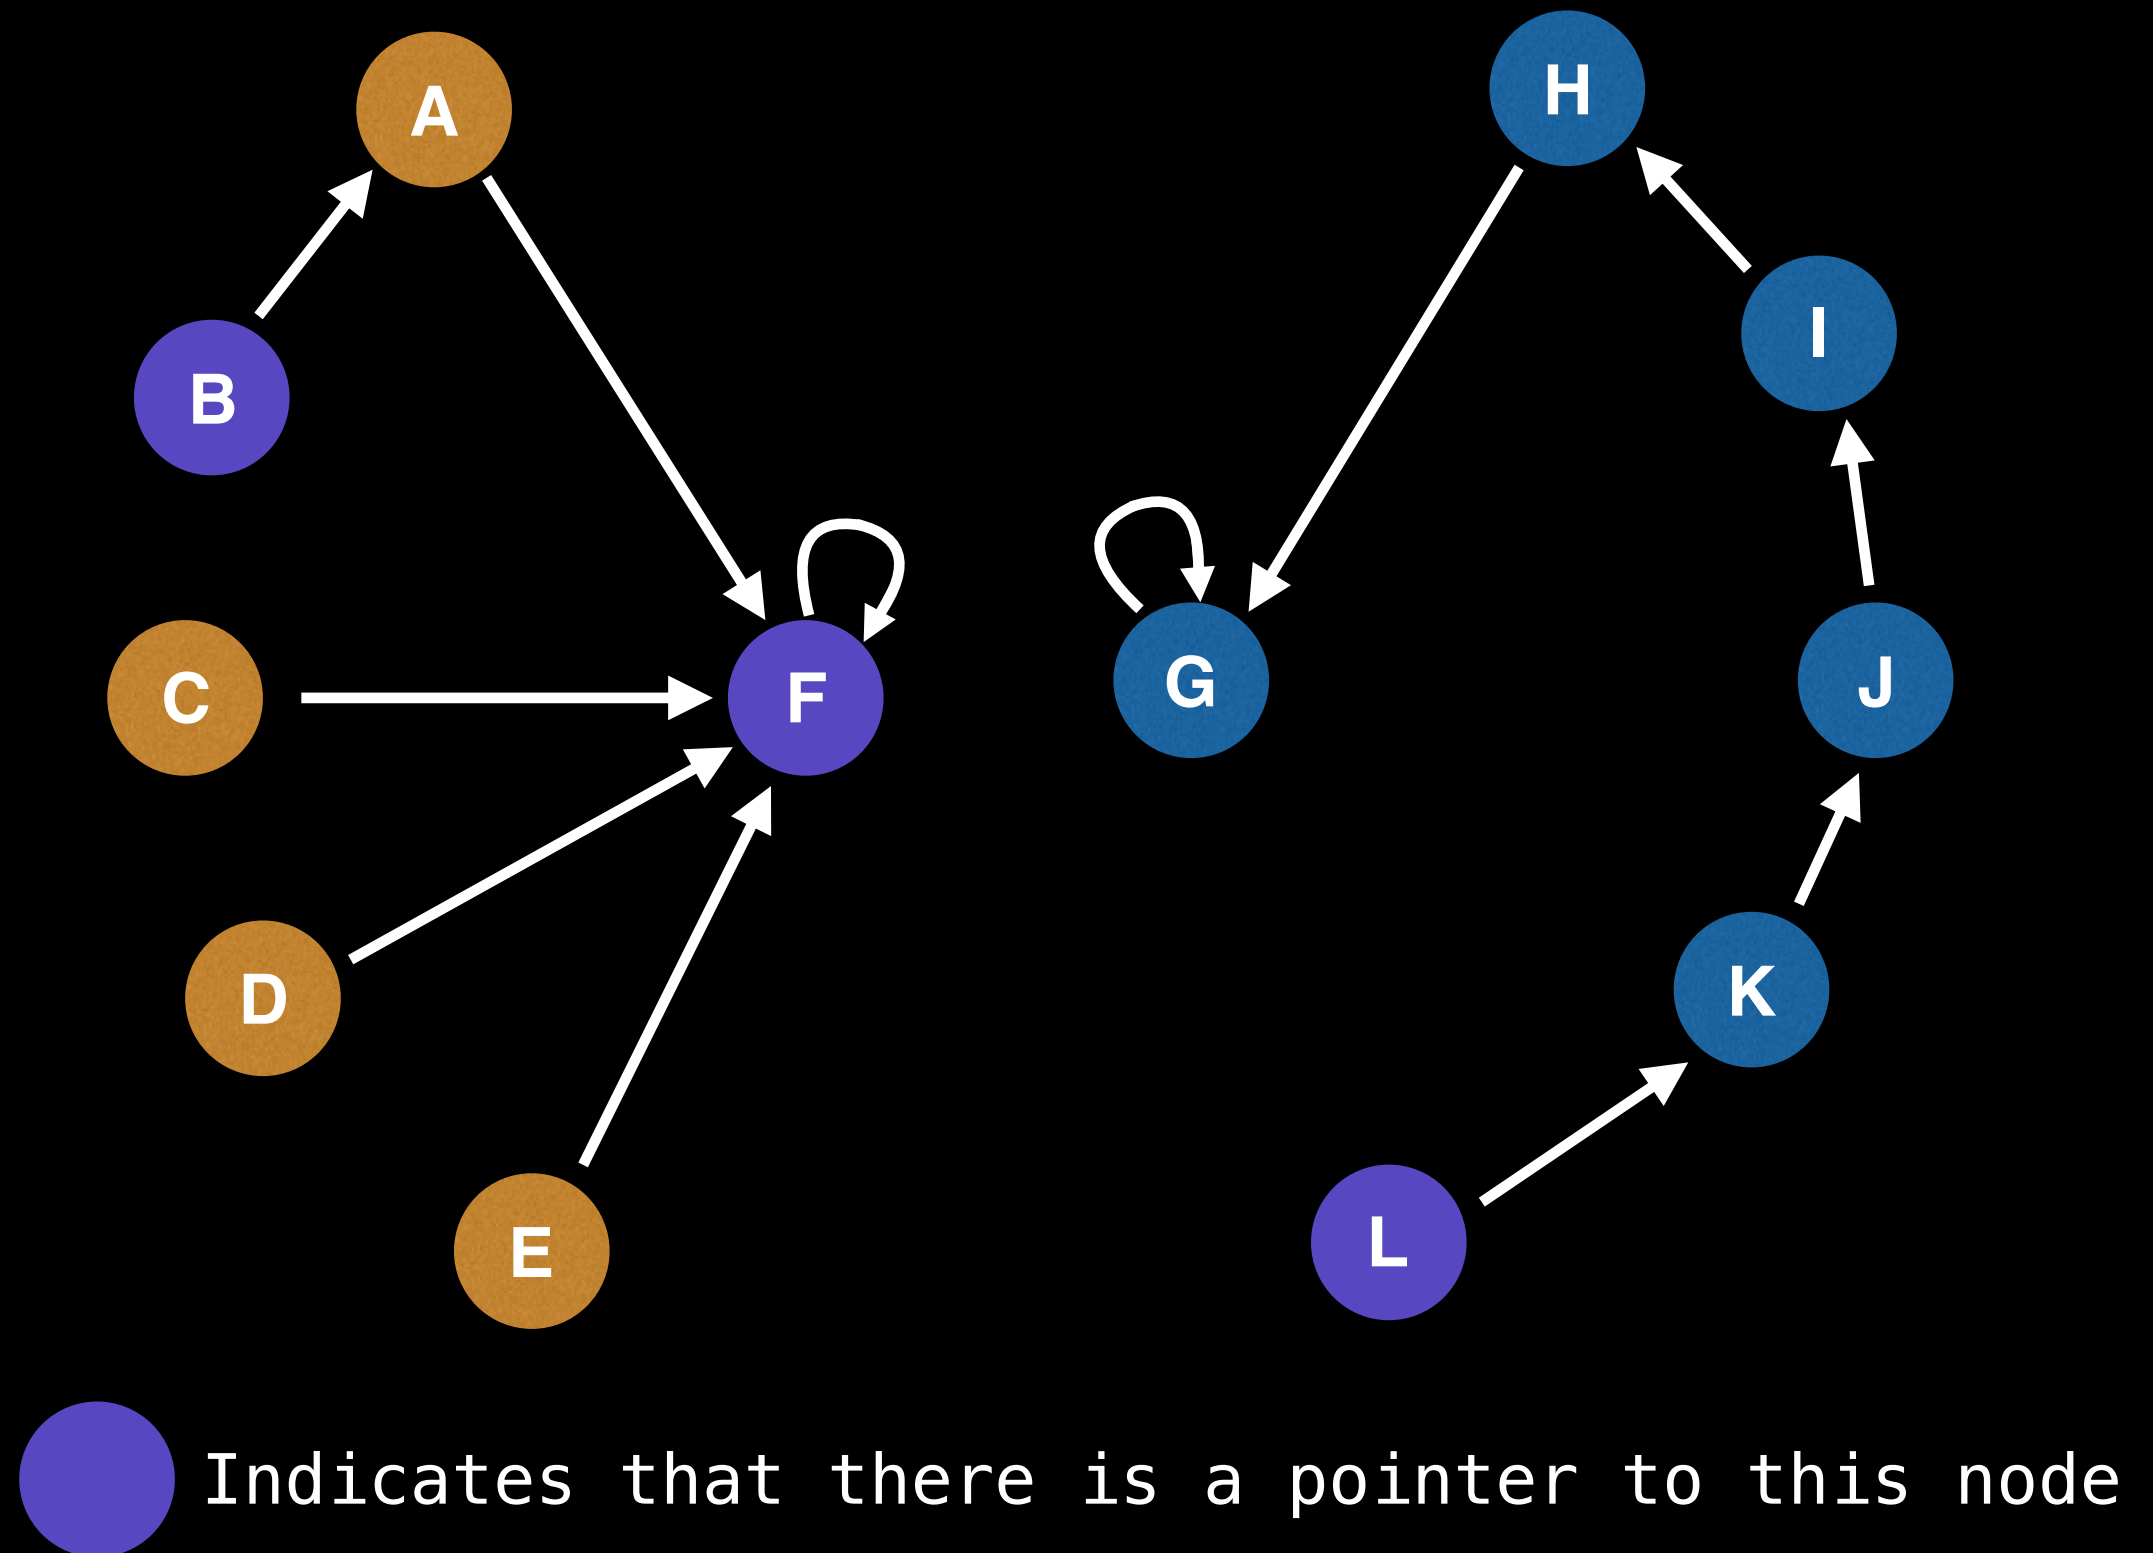 A
H
I
B
C
F
G
J
D
K
E
L
Indicates that there is a pointer to this node